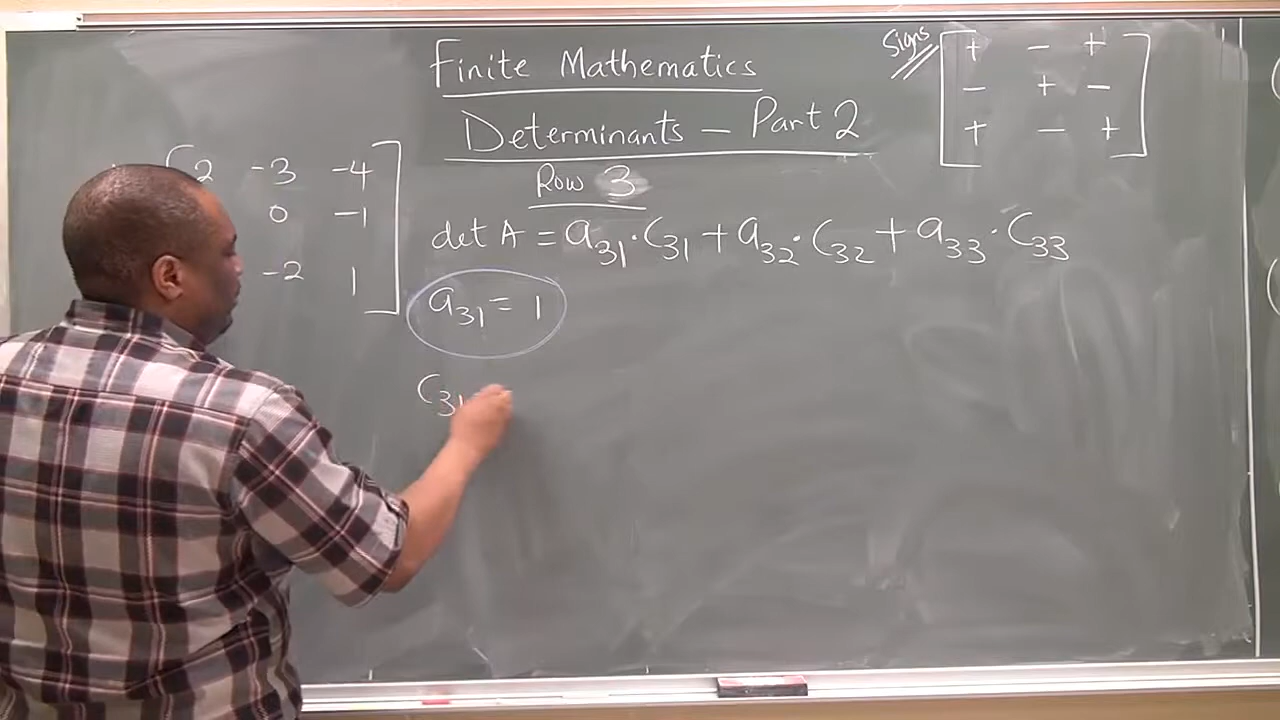 Finite Mathematics
Determinants - Part 2
Signs
+ - +
- + -
+ - +
2 -3 -4
0 -1
-2 1
Row 3
det A = a31 · C31 + a32 · C32 + a33 · C33
a31 = 1
C31